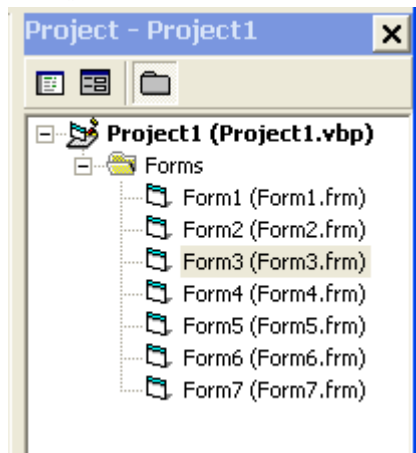 Project - Project1
Project1 (Project1.vbp)
Forms
Form1 (Form1.frm)
Form2 (Form2.frm)
Form3 (Form3.frm)
Form4 (Form4.frm)
Form5 (Form5.frm)
Form6 (Form6.frm)
Form7 (Form7.frm)